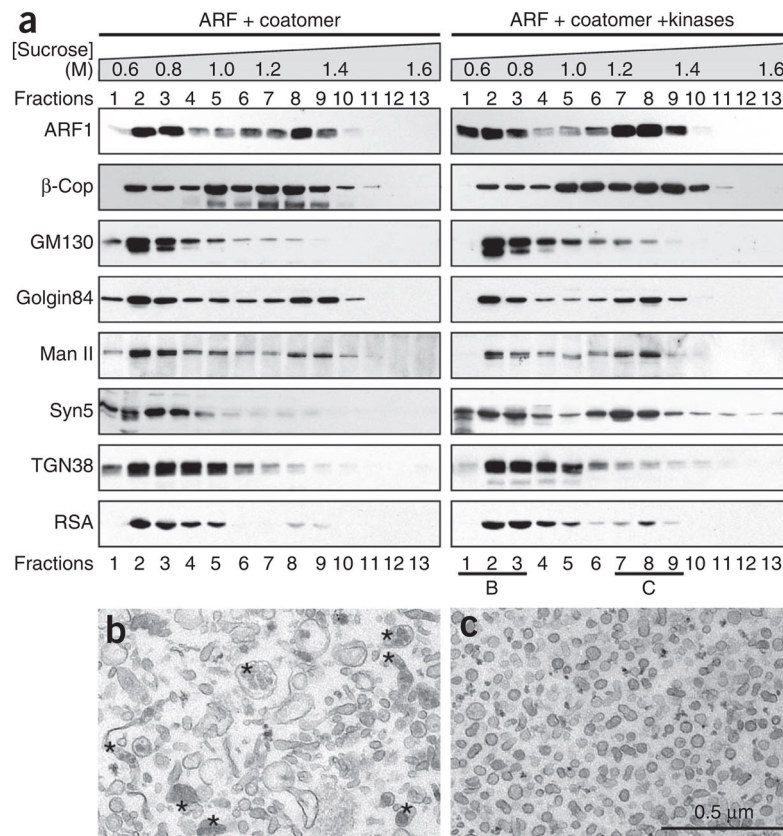 a
ARF + coatomer
ARF + coatomer +kinases
[Sucrose]
(M) 0.6 0.8 1.0 1.2 1.4 1.6 0.6 0.8 1.0 1.2 1.4 1.6
Fractions 1 2 3 4 5 6 7 8 9 10 11 12 13 1 2 3 4 5 6 7 8 9 10 11 12 13
ARF1
β-Cop
GM130
Golgin84
Man II
Syn5
TGN38
RSA
Fractions 1 2 3 4 5 6 7 8 9 10 11 12 13 1 2 3 4 5 6 7 8 9 10 11 12 13
B C
b c
* * * * * * *
0.5 μm